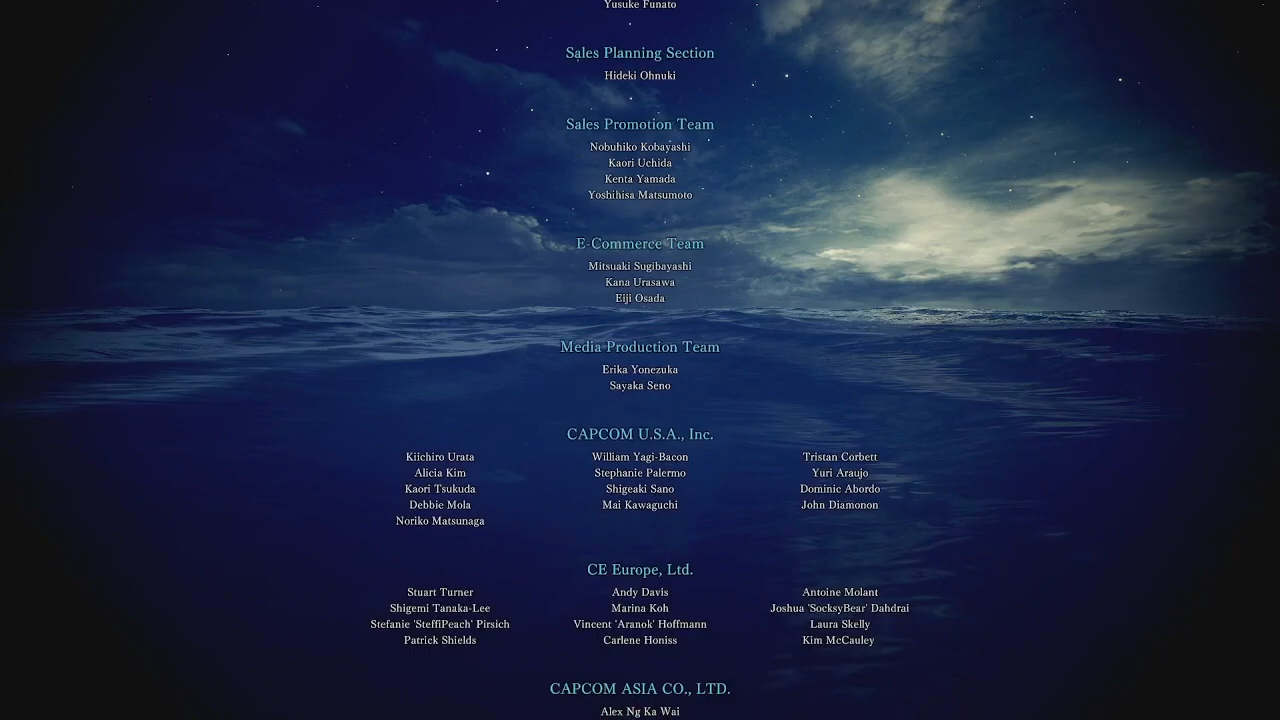 Yusuke Funato
Sales Planning Section
Hideki Ohnuki
Sales Promotion Team
Nobuhiko Kobayashi
Kaori Uchida
Kenta Yamada
Yoshihisa Matsumoto
E-Commerce Team
Mitsuaki Sugibayashi
Kana Urasawa
Eiji Osada
Media Production Team
Erika Yonezuka
Sayaka Seno
CAPCOM U.S.A., Inc.
Kiichiro Urata William Yagi-Bacon Tristan Corbett
Alicia Kim Stephanie Palermo Yuri Araujo
Kaori Tsukuda Shigeaki Sano Dominic Abordo
Debbie Mola Mai Kawaguchi John Diamonon
Noriko Matsunaga
CE Europe, Ltd.
Stuart Turner Andy Davis Antoine Molant
Shigemi Tanaka-Lee Marina Koh Joshua 'SocksyBear' Dahdrai
Stefanie 'SteffiPeach' Pirsich Vincent 'Aranok' Hoffmann Laura Skelly
Patrick Shields Carlene Honiss Kim McCauley
CAPCOM ASIA CO., LTD.
Alex Ng Ka Wai